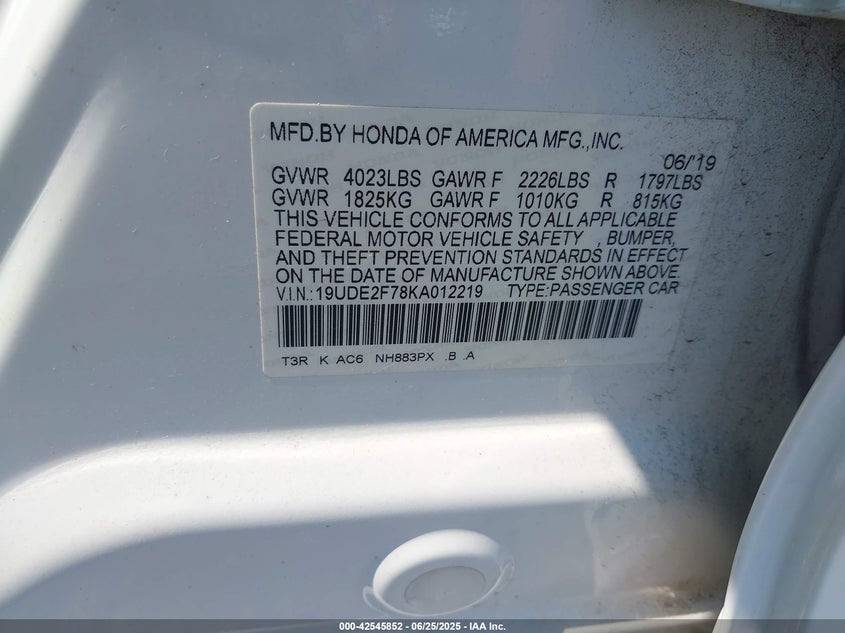 MFD.BY HONDA OF AMERICA MFG.,INC.
06/'19
GVWR 4023LBS GAWR F 2226LBS R 1797LBS
GVWR 1825KG GAWR F 1010KG R 815KG
THIS VEHICLE CONFORMS TO ALL APPLICABLE
FEDERAL MOTOR VEHICLE SAFETY , BUMPER,
AND THEFT PREVENTION STANDARDS IN EFFECT
ON THE DATE OF MANUFACTURE SHOWN ABOVE.
V.I.N.:19UDE2F78KA012219 TYPE:PASSENGER CAR
T3R K AC6 NH883PX .B .A
000-42545852 - 06/25/2025 - IAA Inc.